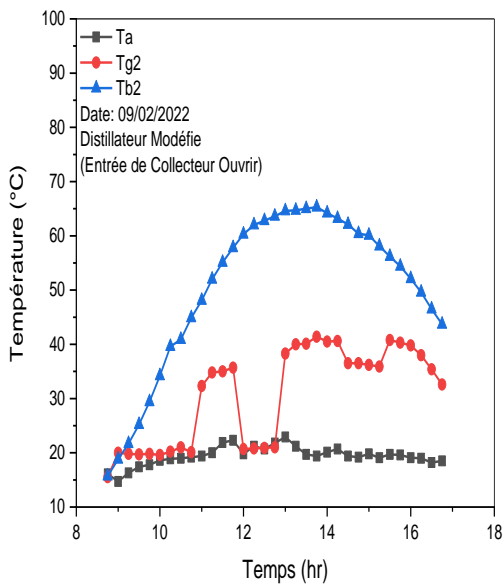 100
90
80
70
60
50
40
30
20
10
Température (°C)
Ta
Tg2
Tb2
Date: 09/02/2022
Distillateur Modéfie
(Entrée de Collecteur Ouvrir)
8
10
12
14
16
18
Temps (hr)